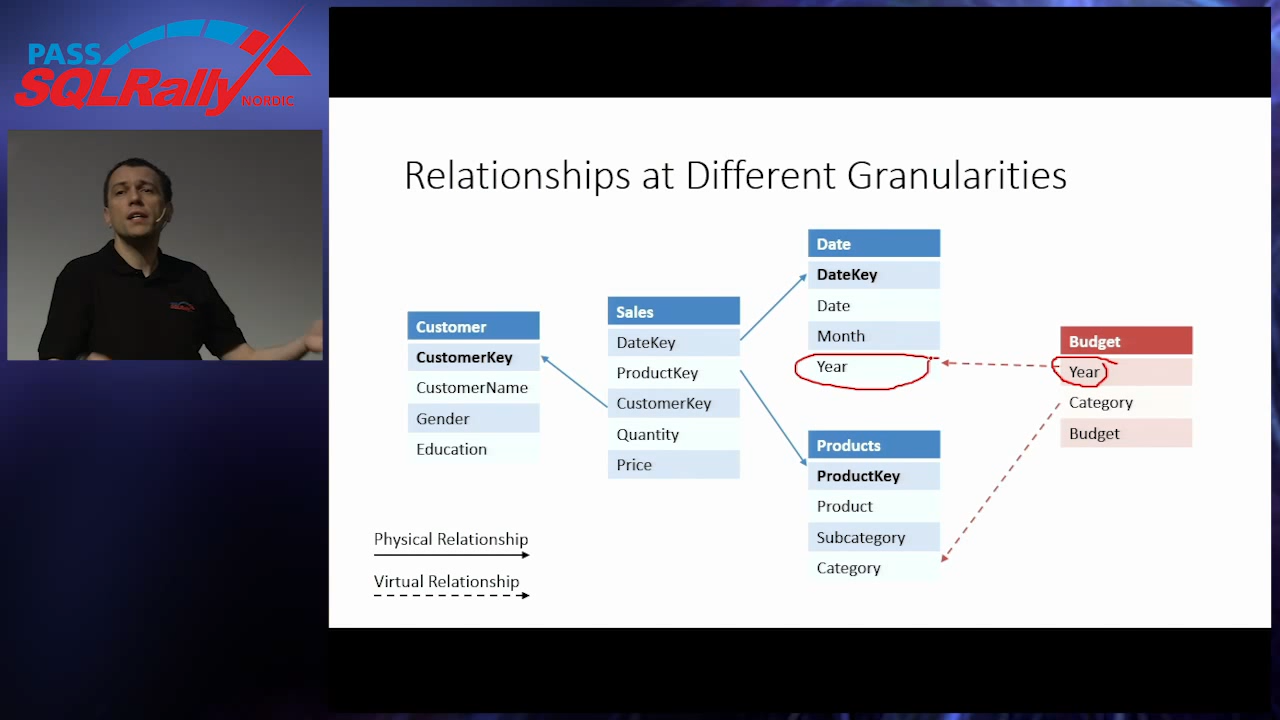 PASS
SQLRally
NORDIC
Relationships at Different Granularities
Customer
CustomerKey
CustomerName
Gender
Education
Sales
DateKey
ProductKey
CustomerKey
Quantity
Price
Date
DateKey
Date
Month
Year
Products
ProductKey
Product
Subcategory
Category
Budget
Year
Category
Budget
Physical Relationship
Virtual Relationship